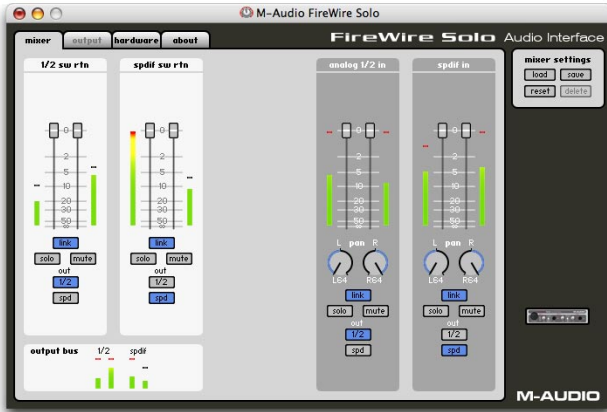 M-Audio FireWire Solo
mixer output hardware about
FireWire Solo Audio Interface
1/2 sw rtn
spdif sw rtn
analog 1/2 in
spdif in
mixer settings
load save
reset delete
0 0 0 0
2 2 2 2
5 5 5 5
10 10 10 10
20 20 20 20
30 30 30 30
50 50 50 50
L pan R L pan R
L64 R64 L64 R64
link link link link
solo mute solo mute solo mute solo mute
out out out out
1/2 1/2 1/2 1/2
spd spd spd spd
output bus 1/2 spdif
M-AUDIO